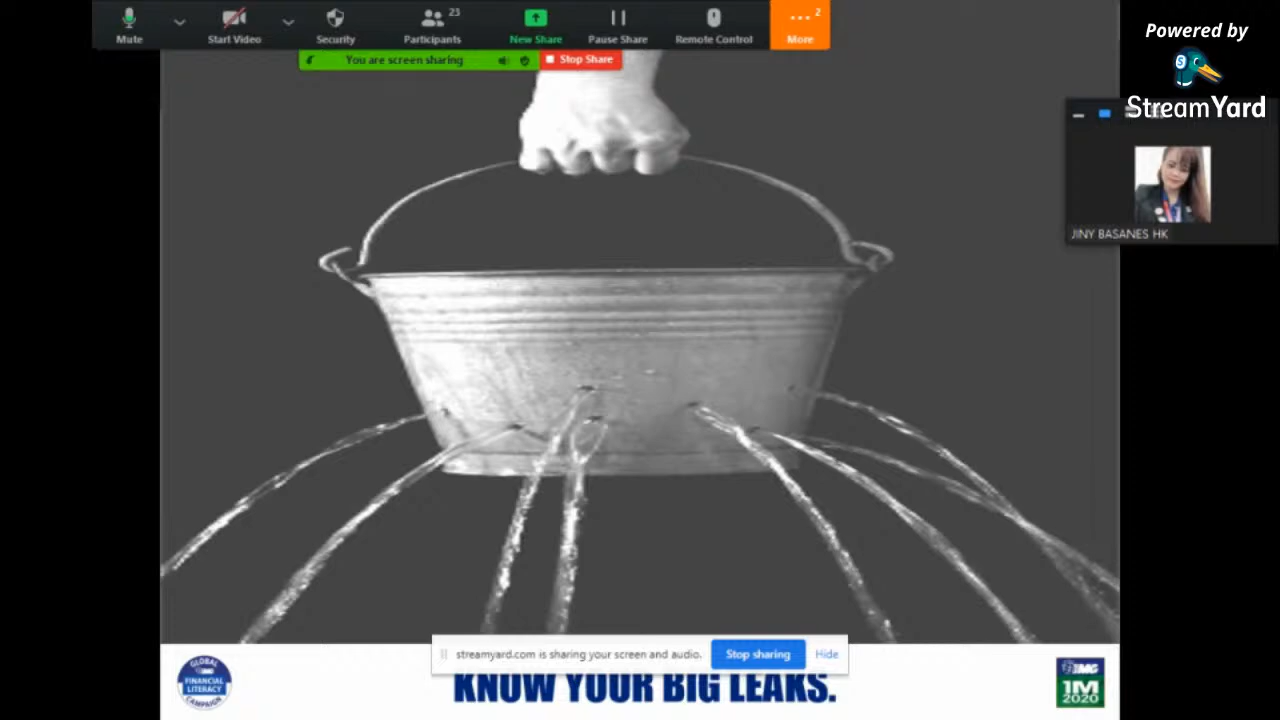 Mute
Start Video
Security
23
Participants
New Share
Pause Share
Remote Control
2
More
You are screen sharing
Stop Share
Powered by
StreamYard
JINY BASANES HK
streamyard.com is sharing your screen and audio.
Stop sharing
Hide
KNOW YOUR BIG LEAKS.
GLOBAL
FINANCIAL
LITERACY
CAMPAIGN
IMG
1M
2020